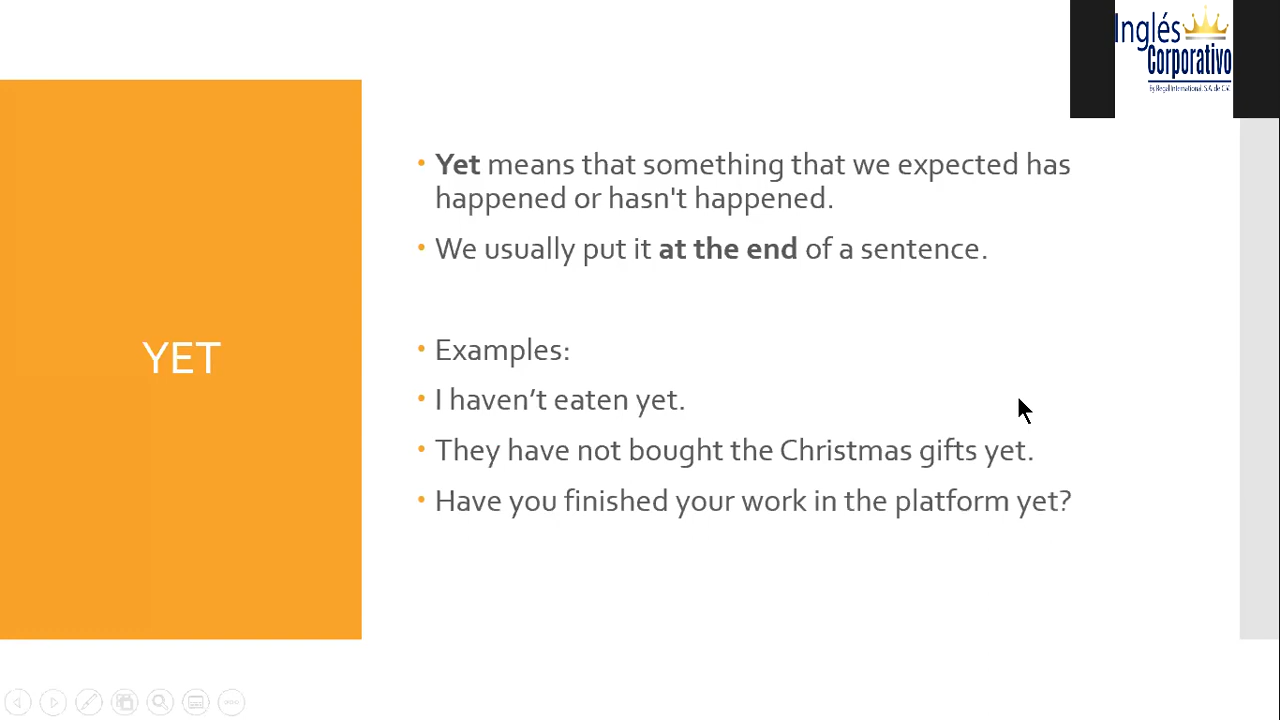 Inglés
Corporativo
By Regal International, S.A. de C.V.
Yet means that something that we expected has
happened or hasn't happened.
We usually put it at the end of a sentence.
YET
Examples:
I haven’t eaten yet.
They have not bought the Christmas gifts yet.
Have you finished your work in the platform yet?